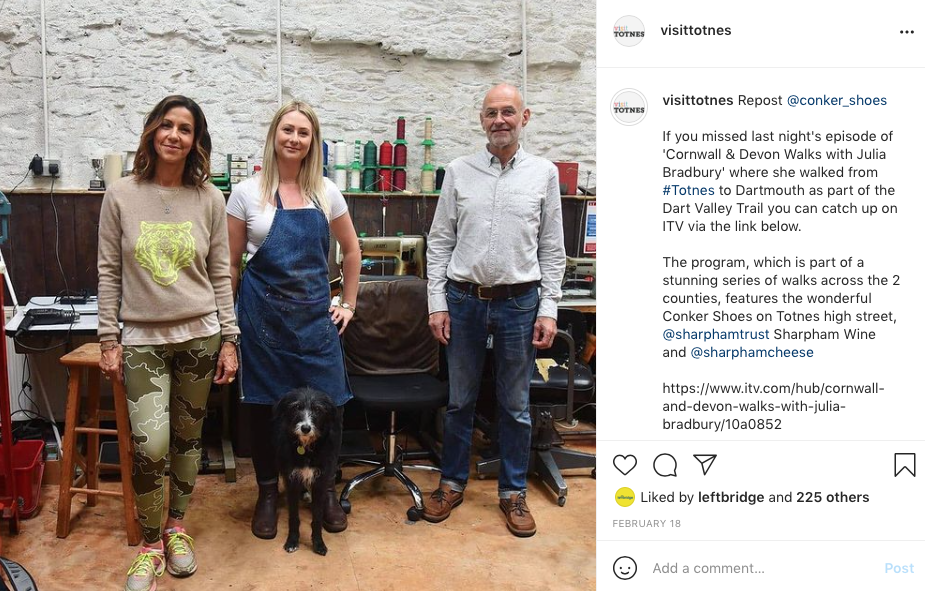 visit
TOTNES
visittotnes
visit
TOTNES
visittotnes Repost @conker_shoes
If you missed last night's episode of
'Cornwall & Devon Walks with Julia
Bradbury' where she walked from
#Totnes to Dartmouth as part of the
Dart Valley Trail you can catch up on
ITV via the link below.
The program, which is part of a
stunning series of walks across the 2
counties, features the wonderful
Conker Shoes on Totnes high street,
@sharphamtrust Sharpham Wine
and @sharphamcheese
https://www.itv.com/hub/cornwall-
and-devon-walks-with-julia-
bradbury/10a0852
Liked by leftbridge and 225 others
FEBRUARY 18
Add a comment...
Post